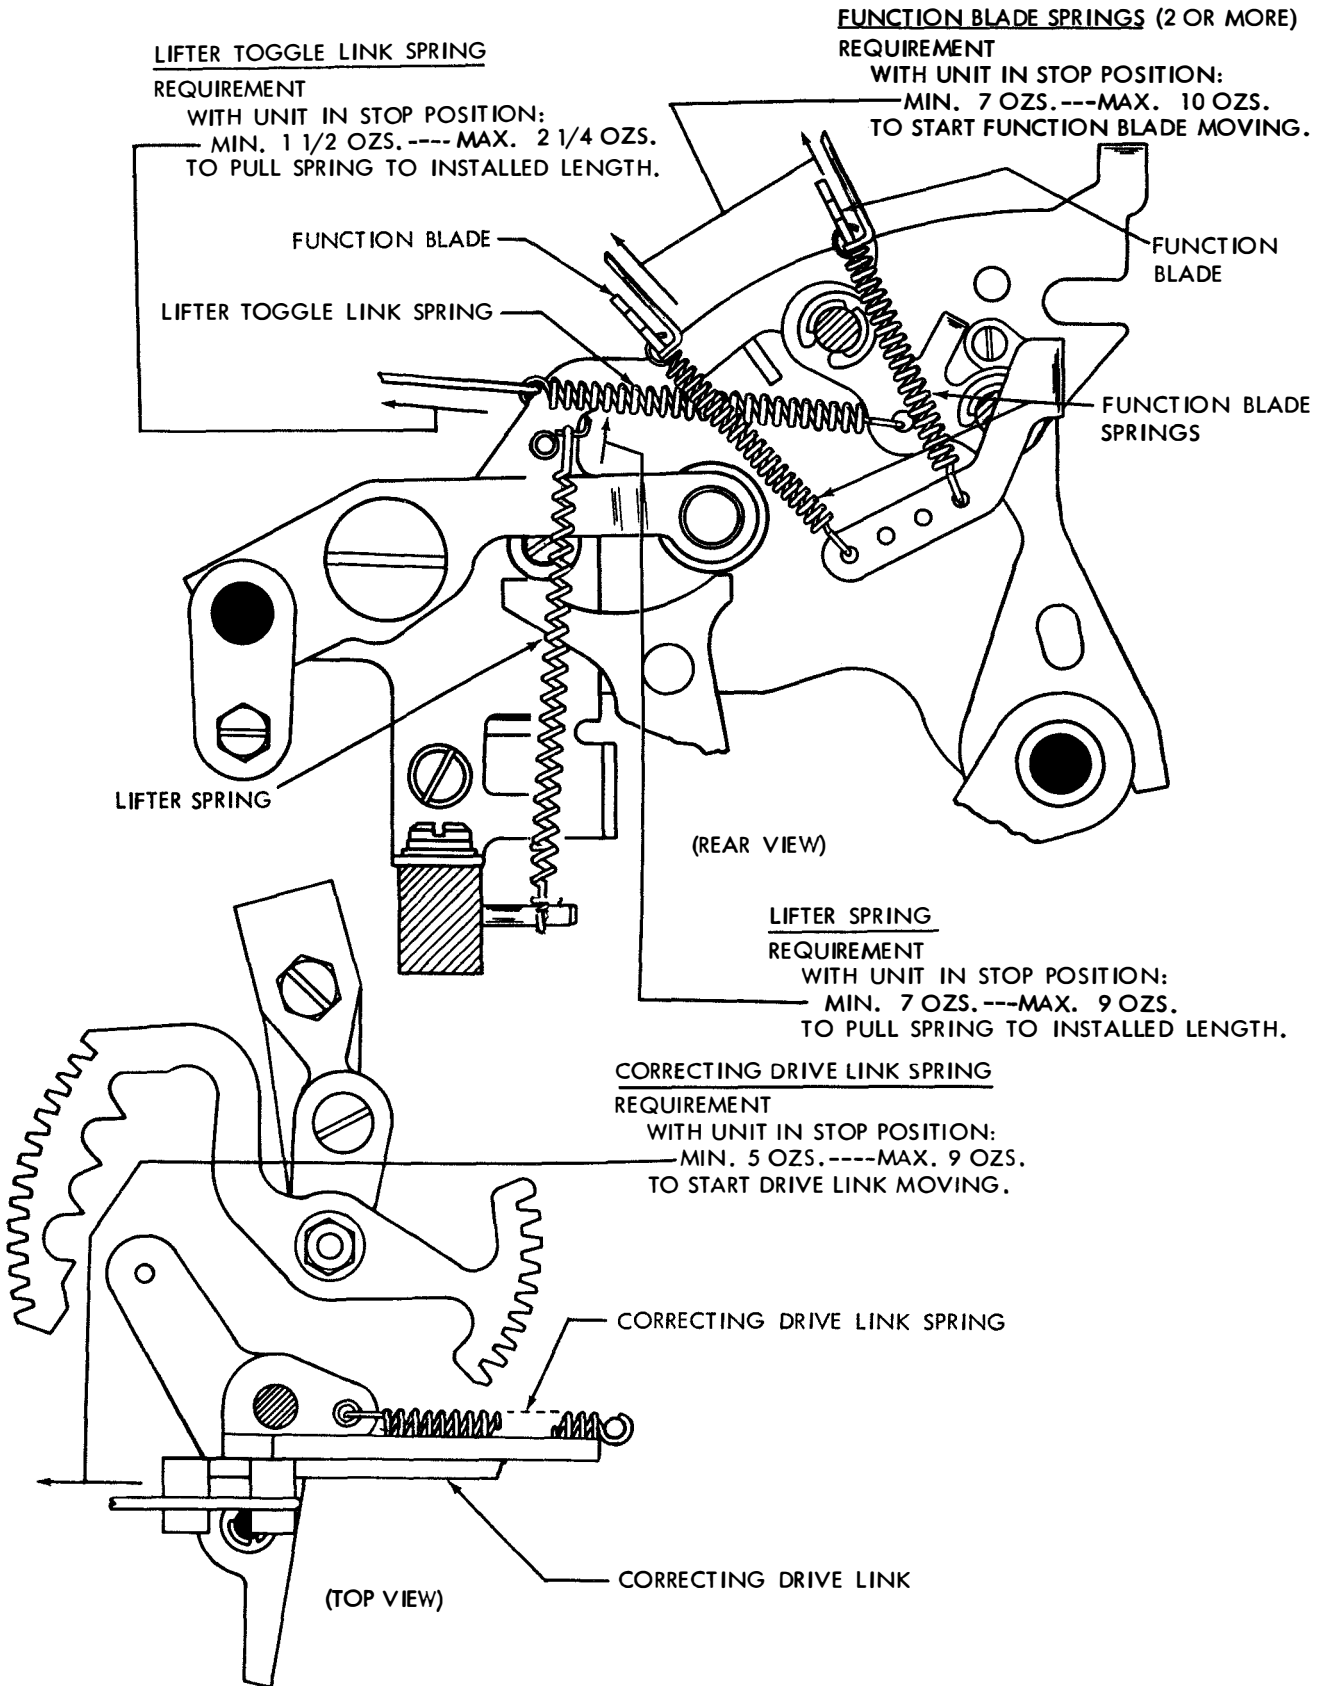 LIFTER TOGGLE LINK SPRING
REQUIREMENT
WITH UNIT IN STOP POSITION:
MIN. 1 1/2 OZS.----MAX. 2 1/4 OZS.
TO PULL SPRING TO INSTALLED LENGTH.
FUNCTION BLADE SPRINGS (2 OR MORE)
REQUIREMENT
WITH UNIT IN STOP POSITION:
MIN. 7 OZS.---MAX. 10 OZS.
TO START FUNCTION BLADE MOVING.
FUNCTION BLADE
LIFTER TOGGLE LINK SPRING
FUNCTION
BLADE
FUNCTION BLADE
SPRINGS
LIFTER SPRING
(REAR VIEW)
LIFTER SPRING
REQUIREMENT
WITH UNIT IN STOP POSITION:
MIN. 7 OZS.---MAX. 9 OZS.
TO PULL SPRING TO INSTALLED LENGTH.
CORRECTING DRIVE LINK SPRING
REQUIREMENT
WITH UNIT IN STOP POSITION:
MIN. 5 OZS.----MAX. 9 OZS.
TO START DRIVE LINK MOVING.
CORRECTING DRIVE LINK SPRING
CORRECTING DRIVE LINK
(TOP VIEW)